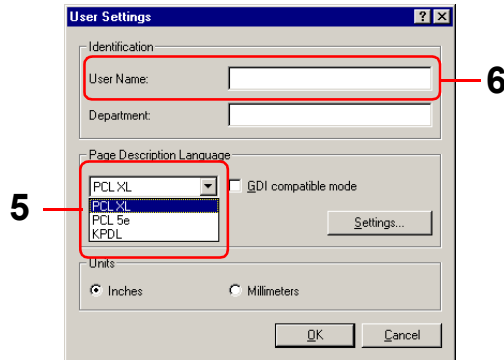 User Settings
Identification
User Name:
6
Department:
Page Description Language
PCL XL
GDI compatible mode
5
PCL XL
PCL 5e
KPDL
Settings...
Units
Inches
Millimeters
OK
Cancel